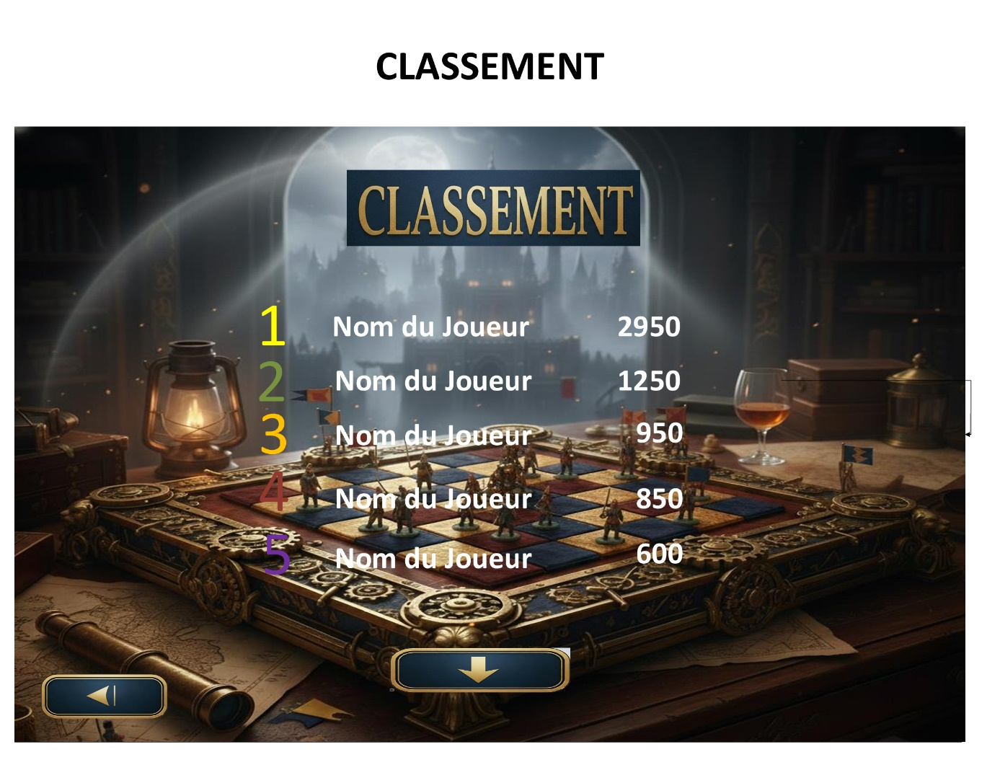 CLASSEMENT
CLASSEMENT
1 Nom du Joueur 2950
2 Nom du Joueur 1250
3 Nom du Joueur 950
4 Nom du Joueur 850
5 Nom du Joueur 600